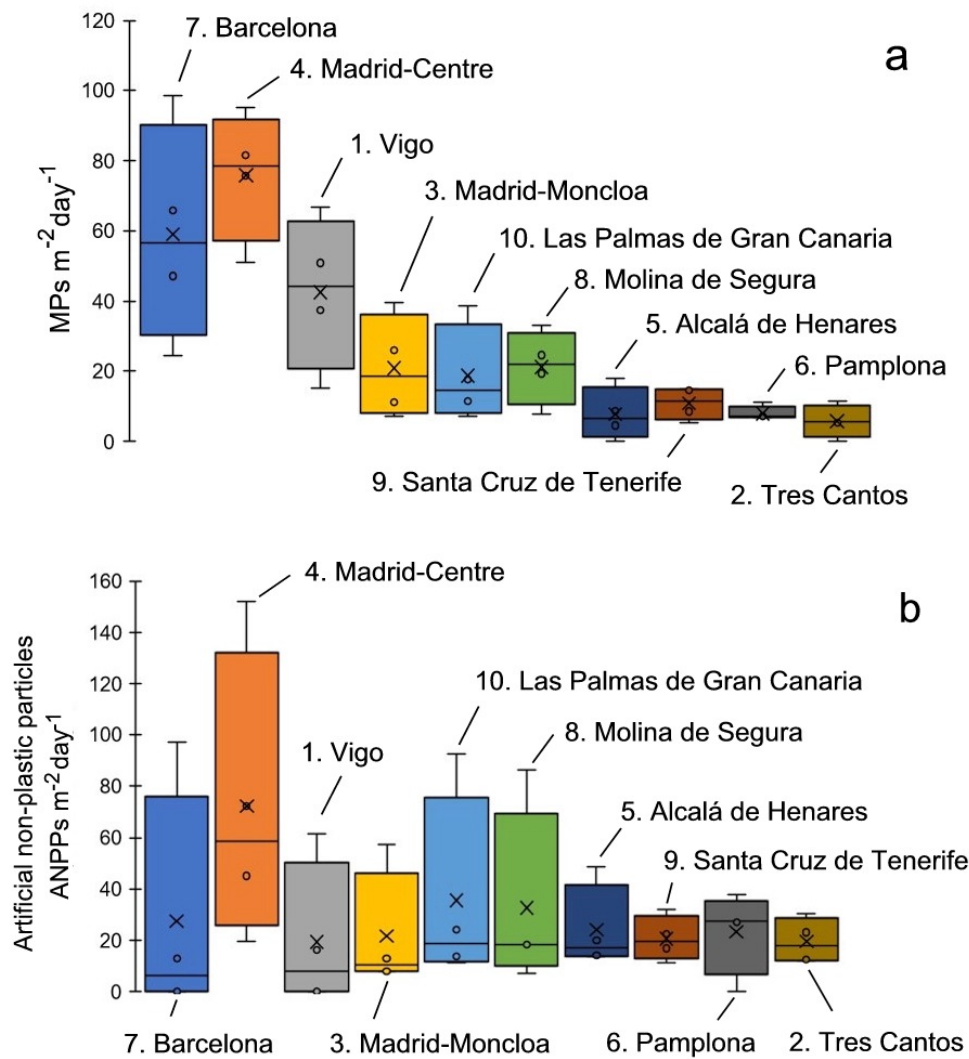 120
7. Barcelona
a
4. Madrid-Centre
100
1. Vigo
80
3. Madrid-Moncloa
10. Las Palmas de Gran Canaria
60
8. Molina de Segura
5. Alcalá de Henares
40
6. Pamplona
20
0
MPs m⁻² day⁻¹
9. Santa Cruz de Tenerife
2. Tres Cantos
4. Madrid-Centre
160
b
140
10. Las Palmas de Gran Canaria
120
8. Molina de Segura
100
1. Vigo
80
5. Alcalá de Henares
60
9. Santa Cruz de Tenerife
40
20
0
Artificial non-plastic particles
ANPPs m⁻² day⁻¹
7. Barcelona
3. Madrid-Moncloa
6. Pamplona
2. Tres Cantos